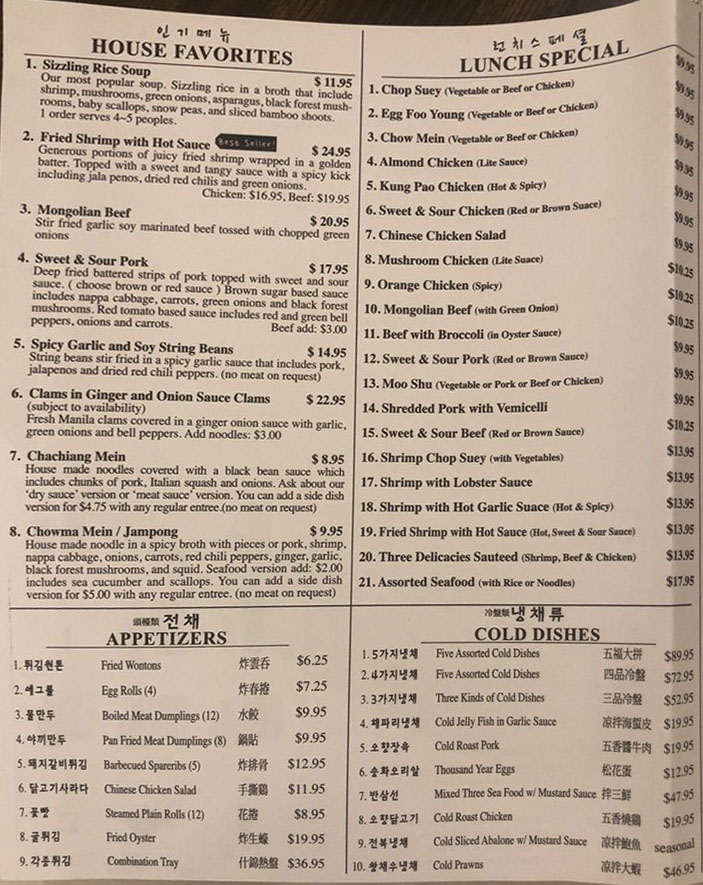 인기메뉴
HOUSE FAVORITES
1. Sizzling Rice Soup $ 11.95
Our most popular soup. Sizzling rice in a broth that include
shrimp, mushrooms, green onions, asparagus, black forest mush-
rooms, baby scallops, snow peas, and sliced bamboo shoots.
1 order serves 4~5 peoples.
2. Fried Shrimp with Hot Sauce Best Seller! $ 24.95
Generous portions of juicy fried shrimp wrapped in a golden
batter. Topped with a sweet and tangy sauce with a spicy kick
including jala penos, dried red chilis and green onions.
Chicken: $16.95, Beef: $19.95
3. Mongolian Beef $ 20.95
Stir fried garlic soy marinated beef tossed with chopped green
onions
4. Sweet & Sour Pork $ 17.95
Deep fried battered strips of pork topped with sweet and sour
sauce. ( choose brown or red sauce ) Brown sugar based sauce
includes nappa cabbage, carrots, green onions and black forest
mushrooms. Red tomato based sauce includes red and green bell
peppers, onions and carrots. Beef add: $3.00
5. Spicy Garlic and Soy String Beans $ 14.95
String beans stir fried in a spicy garlic sauce that includes pork,
jalapenos and dried red chili peppers. (no meat on request)
6. Clams in Ginger and Onion Sauce Clams $ 22.95
(subject to availability)
Fresh Manila clams covered in a ginger onion sauce with garlic,
green onions and bell peppers. Add noodles: $3.00
7. Chachiang Mein $ 8.95
House made noodles covered with a black bean sauce which
includes chunks of pork, Italian squash and onions. Ask about our
'dry sauce' version or 'meat sauce' version. You can add a side dish
version for $4.75 with any regular entree.(no meat on request)
8. Chowma Mein / Jampong $ 9.95
House made noodle in a spicy broth with pieces or pork, shrimp,
nappa cabbage, onions, carrots, red chili peppers, ginger, garlic,
black forest mushrooms, and squid. Seafood version add: $2.00
includes sea cucumber and scallops. You can add a side dish
version for $5.00 with any regular entree. (no meat on request)
런치스페셜
LUNCH SPECIAL
1. Chop Suey (Vegetable or Beef or Chicken) $9.95
2. Egg Foo Young (Vegetable or Beef or Chicken) $9.95
3. Chow Mein (Vegetable or Beef or Chicken) $9.95
4. Almond Chicken (Lite Sauce) $9.95
5. Kung Pao Chicken (Hot & Spicy) $9.95
6. Sweet & Sour Chicken (Red or Brown Suace) $9.95
7. Chinese Chicken Salad $9.95
8. Mushroom Chicken (Lite Suace) $9.95
9. Orange Chicken (Spicy) $10.25
10. Mongolian Beef (with Green Onion) $10.25
11. Beef with Broccoli (in Oyster Sauce) $10.25
12. Sweet & Sour Pork (Red or Brown Sauce) $9.95
13. Moo Shu (Vegetable or Pork or Beef or Chicken) $9.95
14. Shredded Pork with Vemicelli $9.95
15. Sweet & Sour Beef (Red or Brown Sauce) $10.25
16. Shrimp Chop Suey (with Vegetables) $13.95
17. Shrimp with Lobster Sauce $13.95
18. Shrimp with Hot Garlic Suace (Hot & Spicy) $13.95
19. Fried Shrimp with Hot Sauce (Hot, Sweet & Sour Sauce) $13.95
20. Three Delicacies Sauteed (Shrimp, Beef & Chicken) $13.95
21. Assorted Seafood (with Rice or Noodles) $17.95
頭檯類 전채
APPETIZERS
1. 튀김완톤 Fried Wontons 炸雲吞 $6.25
2. 에그롤 Egg Rolls (4) 炸春捲 $7.25
3. 물만두 Boiled Meat Dumplings (12) 水餃 $9.95
4. 야끼만두 Pan Fried Meat Dumplings (8) 鍋貼 $9.95
5. 돼지갈비튀김 Barbecued Spareribs (5) 炸排骨 $12.95
6. 닭고기사라다 Chinese Chicken Salad 手撕鷄 $11.95
7. 꽃빵 Steamed Plain Rolls (12) 花捲 $8.95
8. 굴튀김 Fried Oyster 炸生蠔 $19.95
9. 각종튀김 Combination Tray 什錦熱盤 $36.95
冷盤類 냉채류
COLD DISHES
1. 5가지냉채 Five Assorted Cold Dishes 五福大拼 $89.95
2. 4가지냉채 Five Assorted Cold Dishes 四品冷盤 $72.95
3. 3가지냉채 Three Kinds of Cold Dishes 三品冷盤 $52.95
4. 해파리냉채 Cold Jelly Fish in Garlic Sauce 凉拌海蜇皮 $19.95
5. 오향장육 Cold Roast Pork 五香醬牛肉 $19.95
6. 송화오리알 Thousand Year Eggs 松花蛋 $12.95
7. 반삼선 Mixed Three Sea Food w/ Mustard Sauce 拌三鮮 $47.95
8. 오향닭고기 Cold Roast Chicken 五香燒鷄 $19.95
9. 전복냉채 Cold Sliced Abalone w/ Mustard Sauce 凉拌鮑魚 seasonal
10. 왕새우냉채 Cold Prawns 凉拌大蝦 $46.95